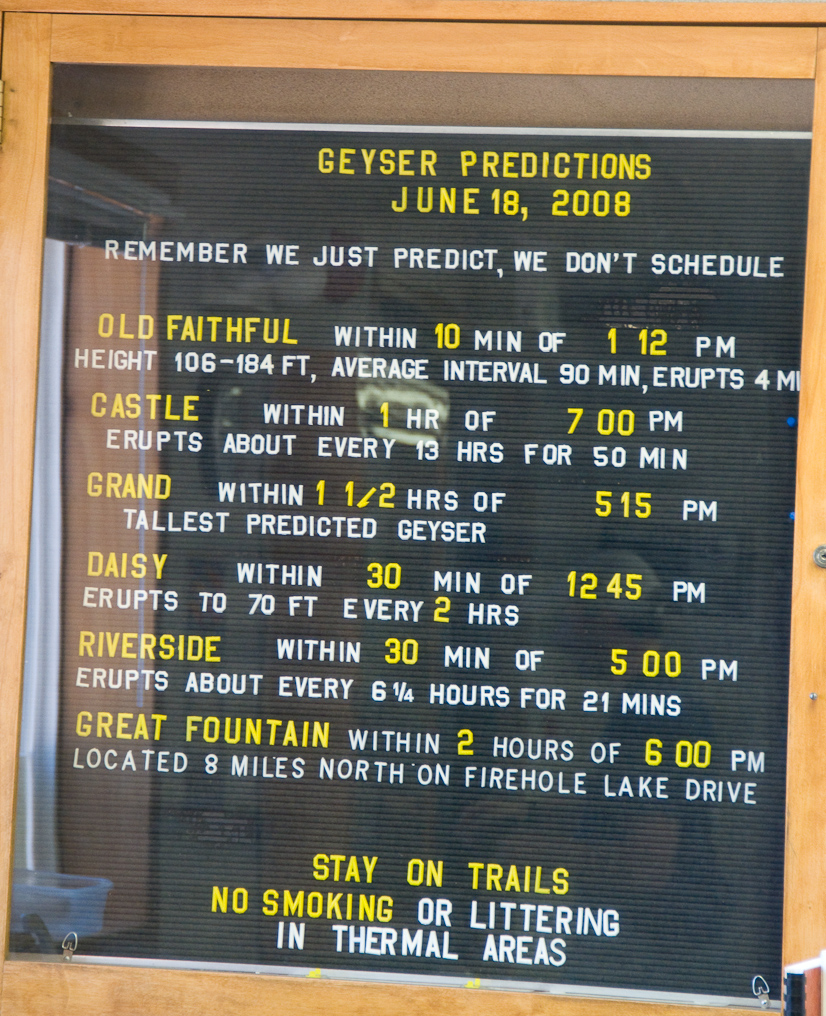 GEYSER PREDICTIONS
JUNE 18, 2008
REMEMBER WE JUST PREDICT, WE DON'T SCHEDULE
OLD FAITHFUL WITHIN 10 MIN OF 1 12 PM
HEIGHT 106-184 FT, AVERAGE INTERVAL 90 MIN, ERUPTS 4 MI
CASTLE WITHIN 1 HR OF 7 00 PM
ERUPTS ABOUT EVERY 13 HRS FOR 50 MIN
GRAND WITHIN 1 1/2 HRS OF 5 15 PM
TALLEST PREDICTED GEYSER
DAISY WITHIN 30 MIN OF 12 45 PM
ERUPTS TO 70 FT EVERY 2 HRS
RIVERSIDE WITHIN 30 MIN OF 5 00 PM
ERUPTS ABOUT EVERY 6 1/4 HOURS FOR 21 MINS
GREAT FOUNTAIN WITHIN 2 HOURS OF 6 00 PM
LOCATED 8 MILES NORTH ON FIREHOLE LAKE DRIVE
STAY ON TRAILS
NO SMOKING OR LITTERING
IN THERMAL AREAS